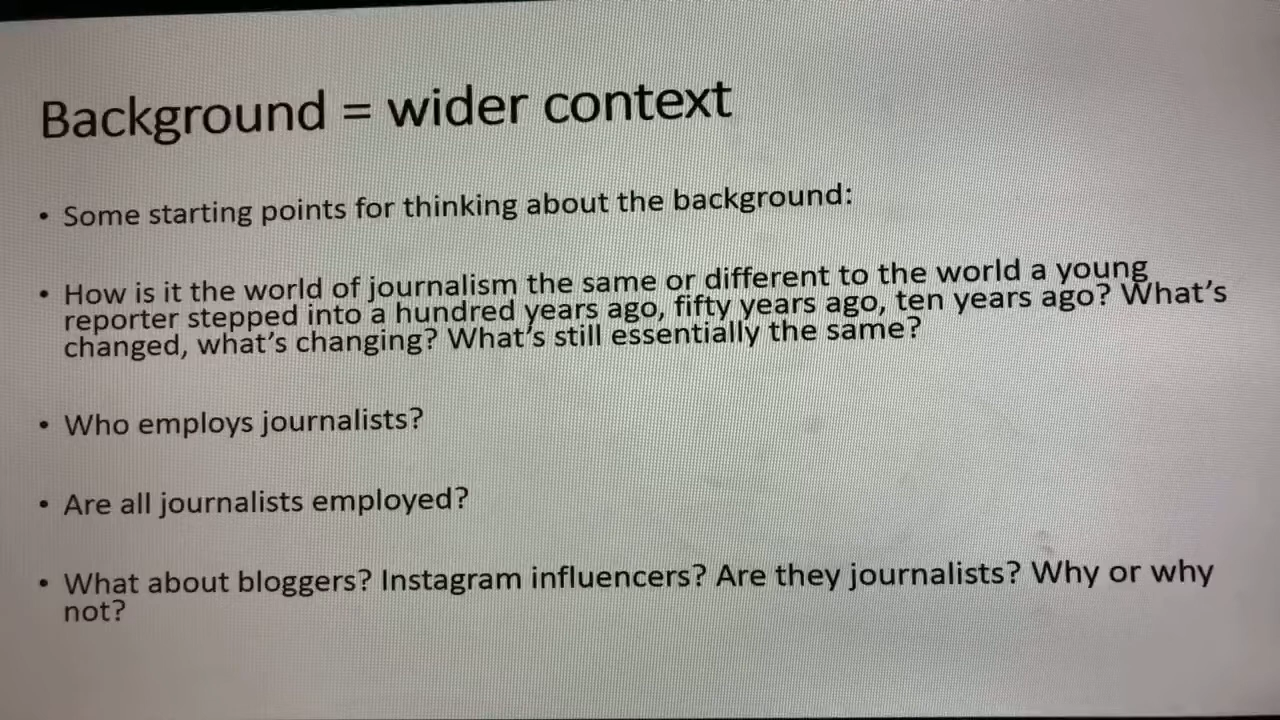 Background = wider context
• Some starting points for thinking about the background:
• How is it the world of journalism the same or different to the world a young
reporter stepped into a hundred years ago, fifty years ago, ten years ago? What's
changed, what's changing? What's still essentially the same?
• Who employs journalists?
• Are all journalists employed?
• What about bloggers? Instagram influencers? Are they journalists? Why or why
not?